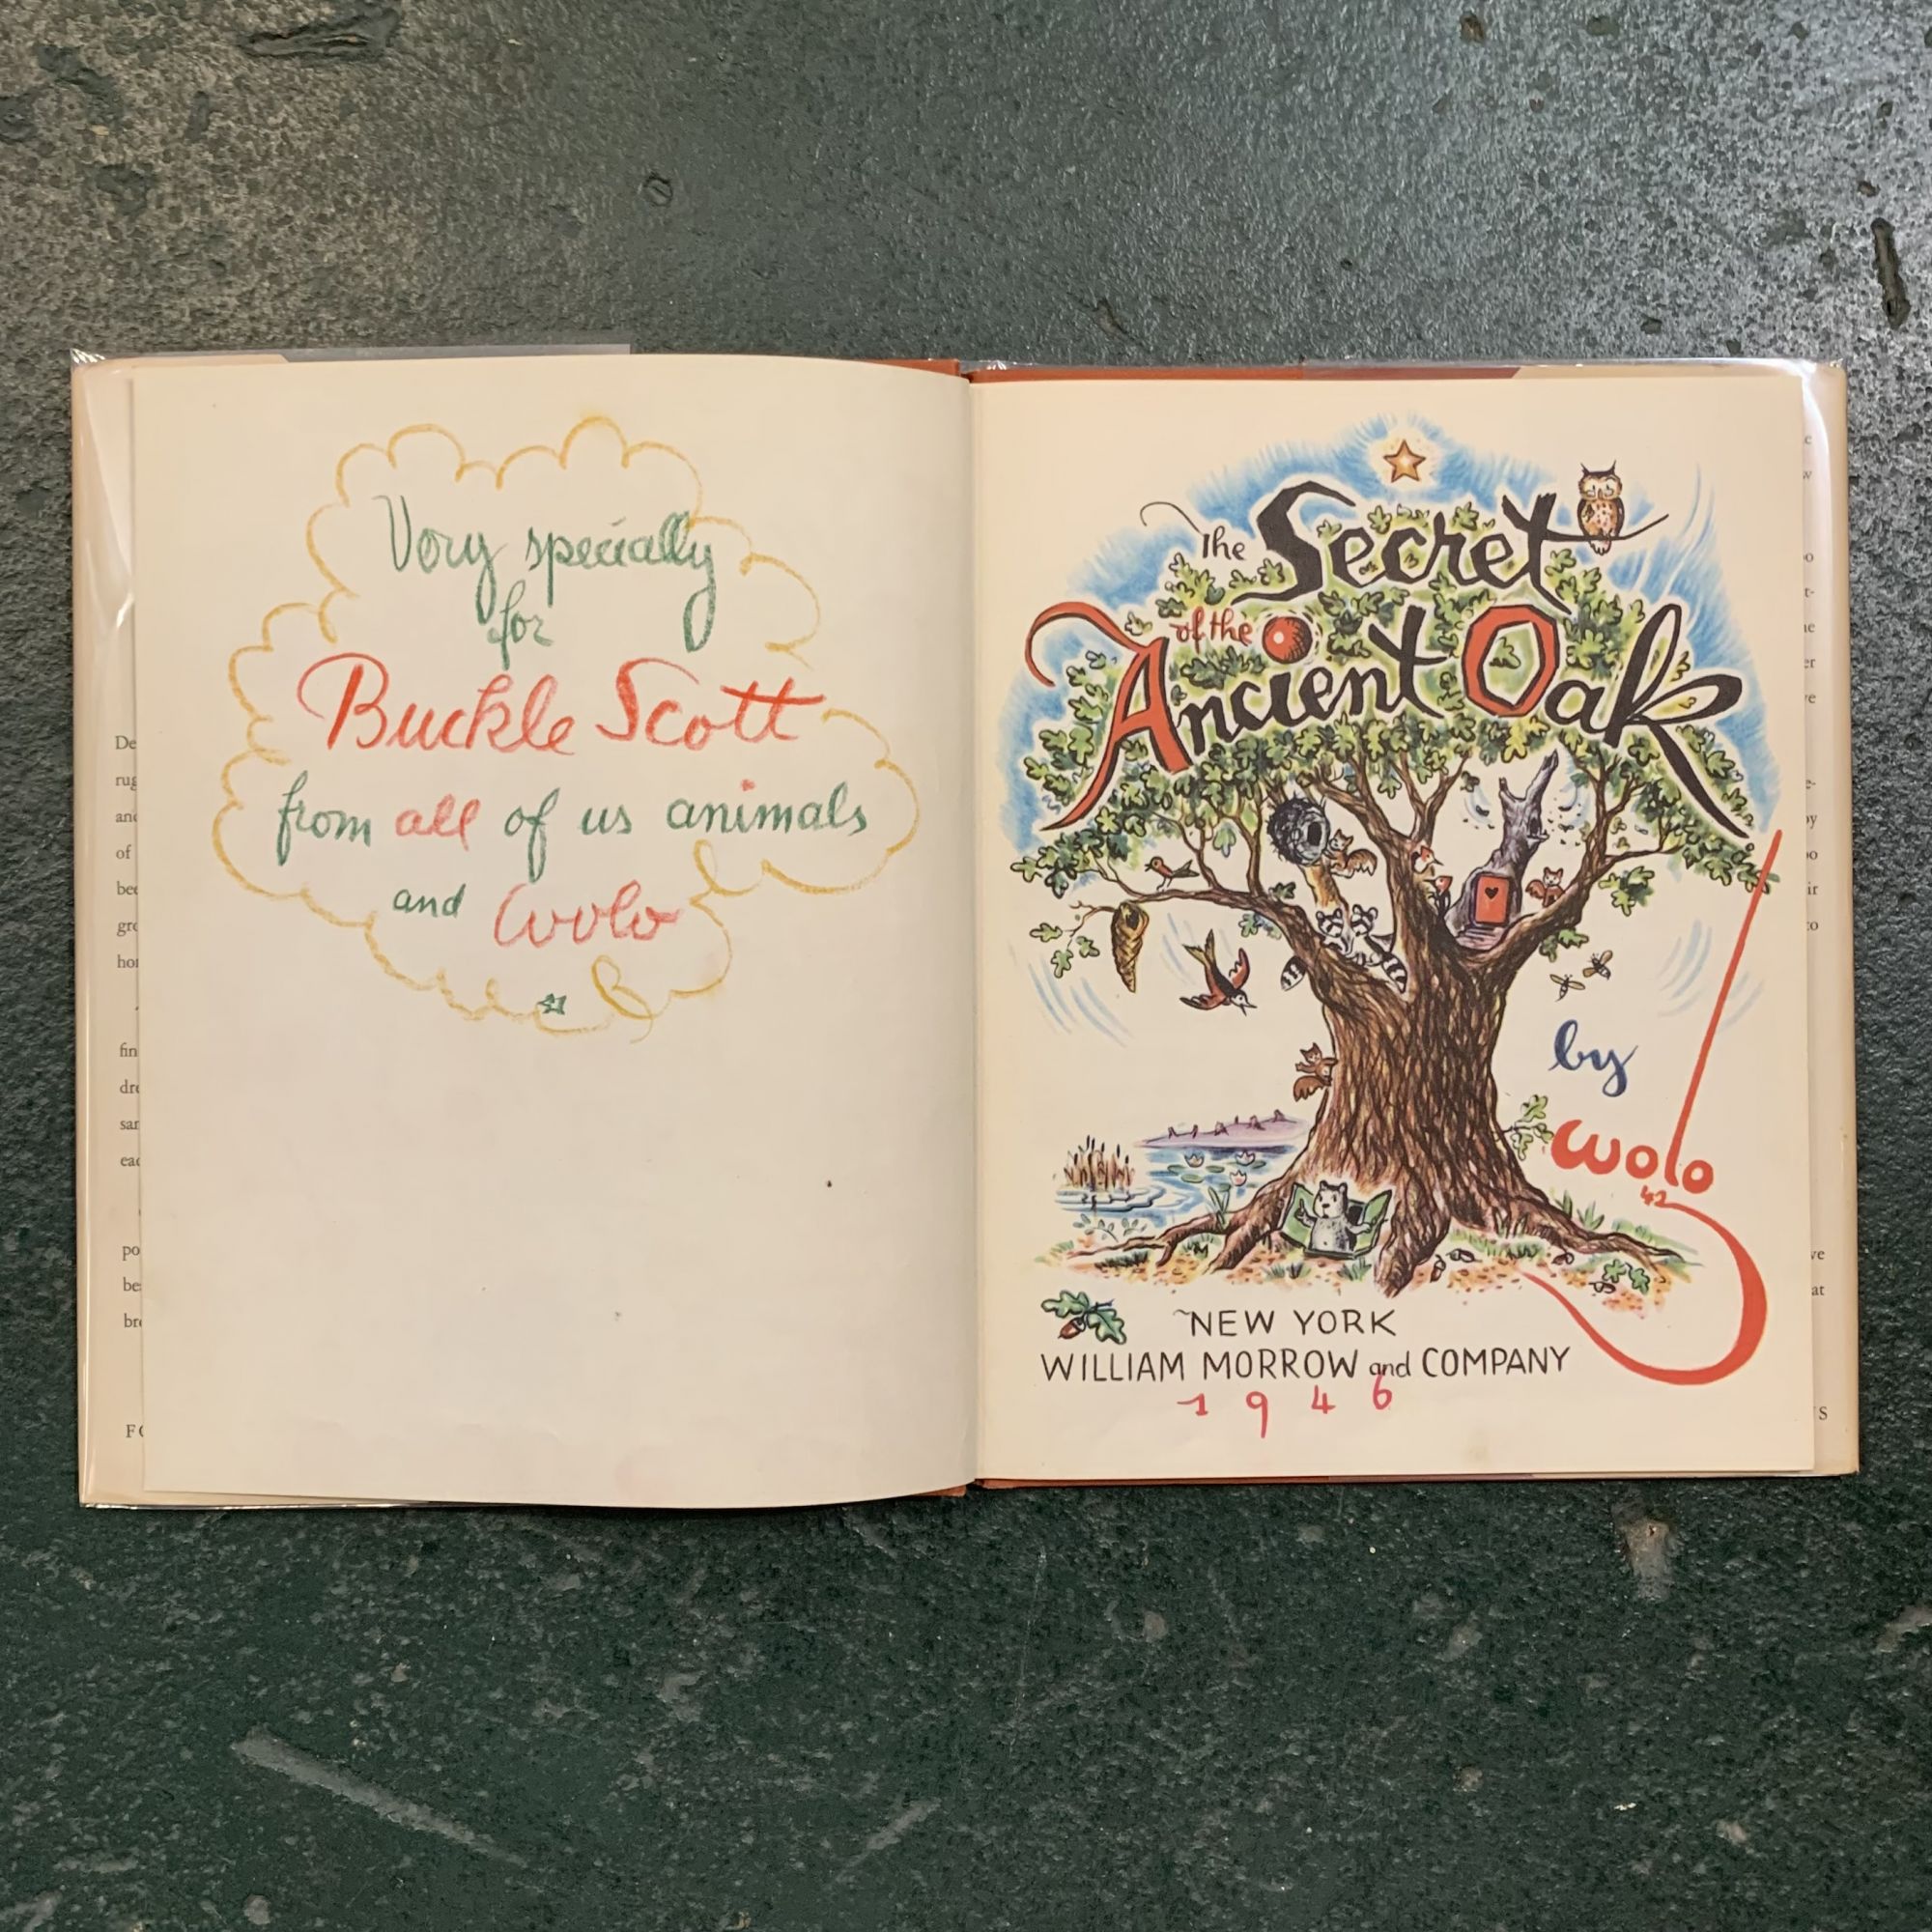 Very specially
for
Buckle Scott
from all of us animals
and Wolo
The Secret
of the
Ancient Oak
by
wolo
42
NEW YORK
WILLIAM MORROW and COMPANY
1946